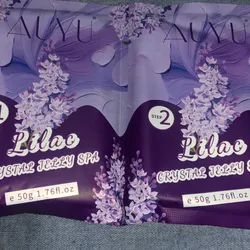 AUYU
AUYU
1
STEP 2
Lilac
Lilac
CRYSTAL JELLY SPA
CRYSTAL JELLY SPA
e 50g 1.76fl.oz
e 50g 1.76fl.oz